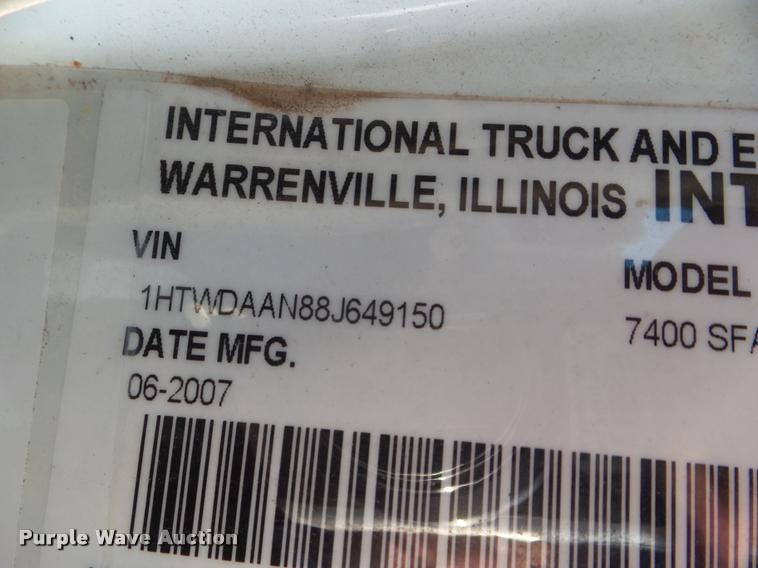 INTERNATIONAL TRUCK AND E
WARRENVILLE, ILLINOIS INT
VIN
MODEL
1HTWDAAN88J649150
7400 SFA
DATE MFG.
06-2007
Purple Wave Auction